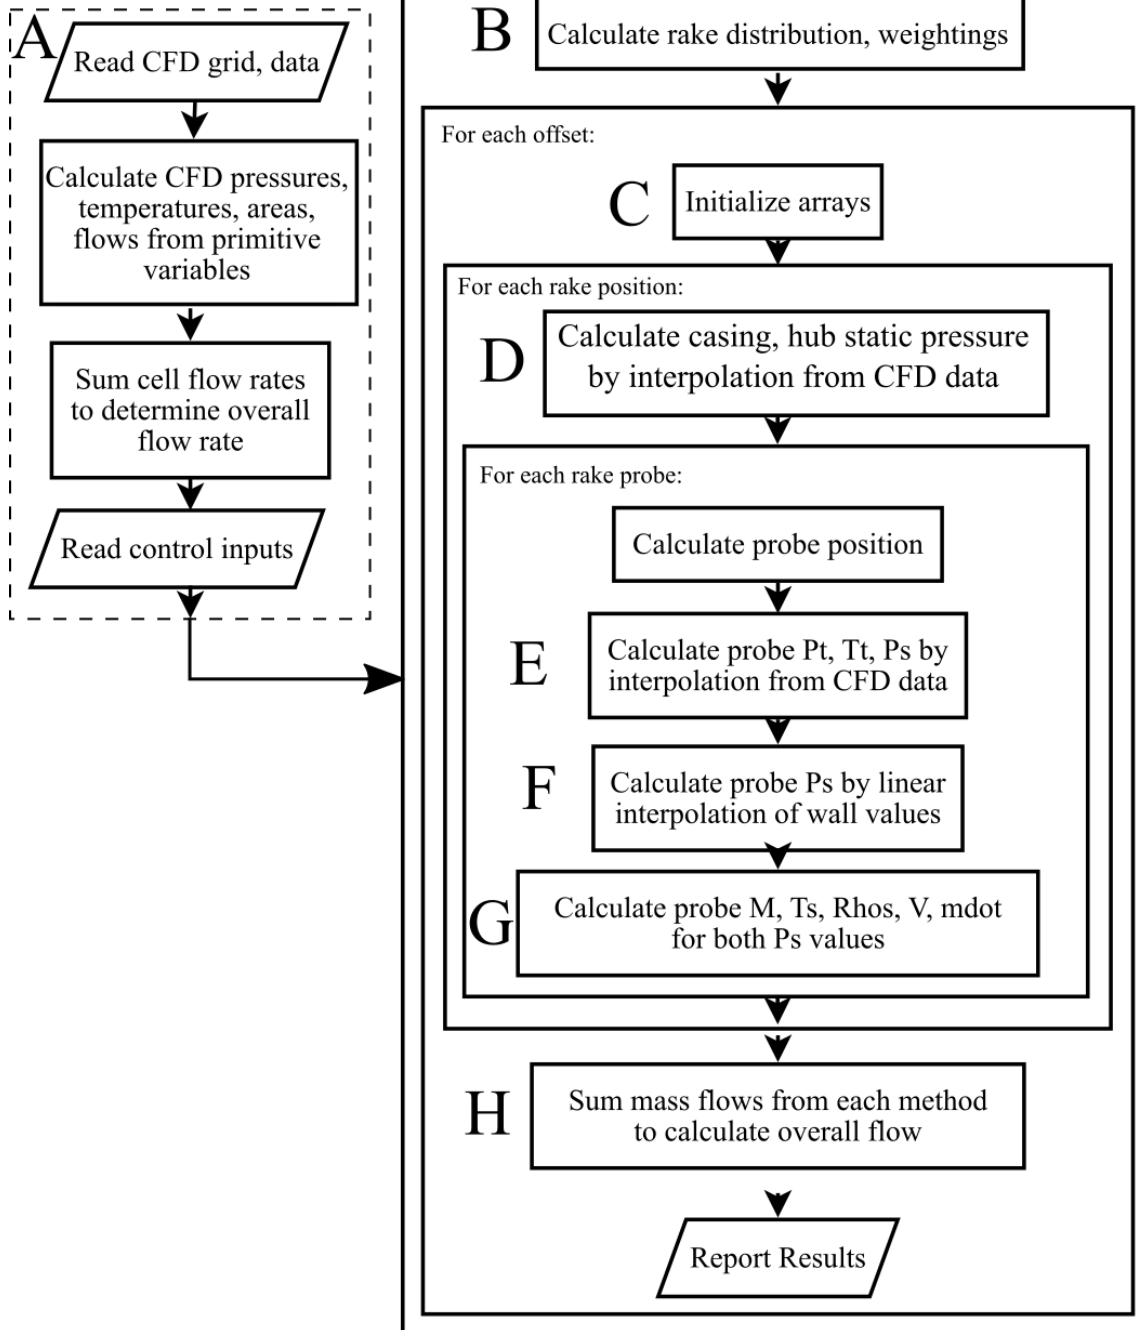 A
Read CFD grid, data
Calculate CFD pressures,
temperatures, areas,
flows from primitive
variables
Sum cell flow rates
to determine overall
flow rate
Read control inputs
B
Calculate rake distribution, weightings
For each offset:
C
Initialize arrays
For each rake position:
D
Calculate casing, hub static pressure
by interpolation from CFD data
For each rake probe:
Calculate probe position
E
Calculate probe Pt, Tt, Ps by
interpolation from CFD data
F
Calculate probe Ps by linear
interpolation of wall values
G
Calculate probe M, Ts, Rhos, V, mdot
for both Ps values
H
Sum mass flows from each method
to calculate overall flow
Report Results